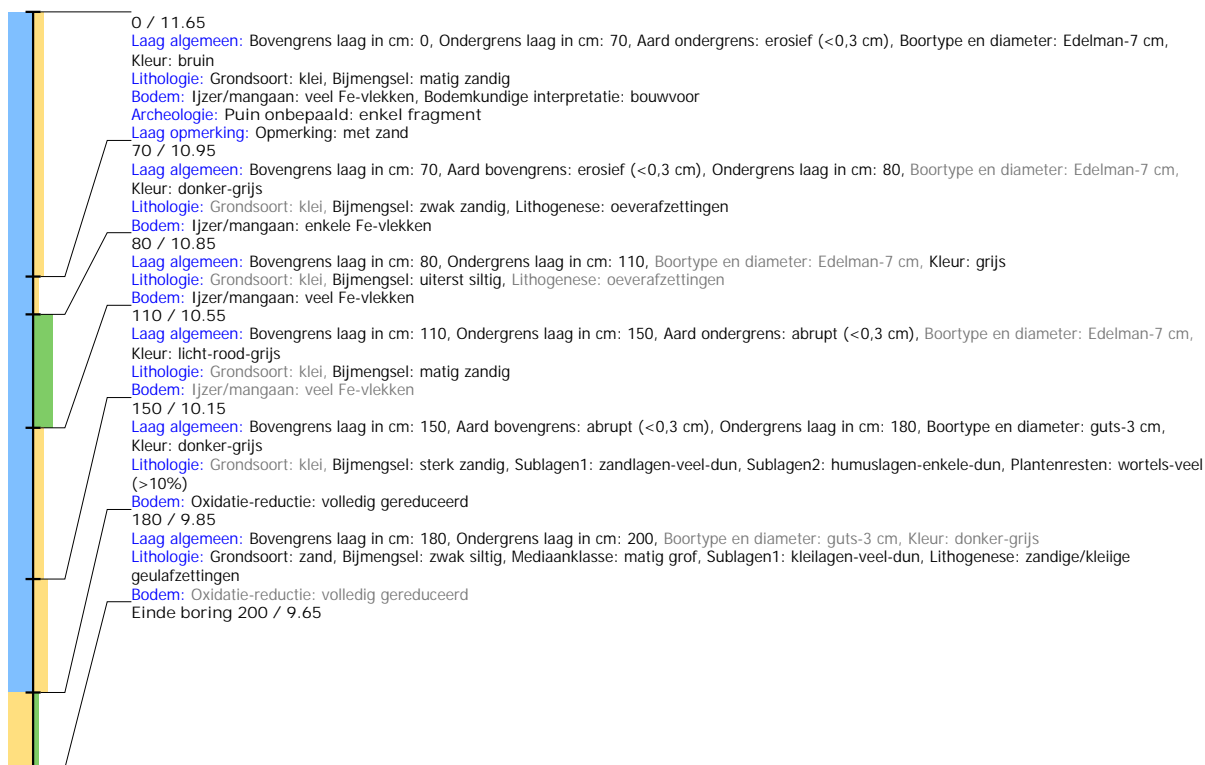 0 / 11.65
Laag algemeen: Bovengrens laag in cm: 0, Ondergrens laag in cm: 70, Aard ondergrens: erosief (<0,3 cm), Boortype en diameter: Edelman-7 cm,
Kleur: bruin
Lithologie: Grondsoort: klei, Bijmengsel: matig zandig
Bodem: Ijzer/mangaan: veel Fe-vlekken, Bodemkundige interpretatie: bouwvoor
Archeologie: Puin onbepaald: enkel fragment
Laag opmerking: Opmerking: met zand
70 / 10.95
Laag algemeen: Bovengrens laag in cm: 70, Aard bovengrens: erosief (<0,3 cm), Ondergrens laag in cm: 80, Boortype en diameter: Edelman-7 cm,
Kleur: donker-grijs
Lithologie: Grondsoort: klei, Bijmengsel: zwak zandig, Lithogenese: oeverafzettingen
Bodem: Ijzer/mangaan: enkele Fe-vlekken
80 / 10.85
Laag algemeen: Bovengrens laag in cm: 80, Ondergrens laag in cm: 110, Boortype en diameter: Edelman-7 cm, Kleur: grijs
Lithologie: Grondsoort: klei, Bijmengsel: uiterst siltig, Lithogenese: oeverafzettingen
Bodem: Ijzer/mangaan: veel Fe-vlekken
110 / 10.55
Laag algemeen: Bovengrens laag in cm: 110, Ondergrens laag in cm: 150, Aard ondergrens: abrupt (<0,3 cm), Boortype en diameter: Edelman-7 cm,
Kleur: licht-rood-grijs
Lithologie: Grondsoort: klei, Bijmengsel: matig zandig
Bodem: Ijzer/mangaan: veel Fe-vlekken
150 / 10.15
Laag algemeen: Bovengrens laag in cm: 150, Aard bovengrens: abrupt (<0,3 cm), Ondergrens laag in cm: 180, Boortype en diameter: guts-3 cm,
Kleur: donker-grijs
Lithologie: Grondsoort: klei, Bijmengsel: sterk zandig, Sublagen1: zandlagen-veel-dun, Sublagen2: humuslagen-enkele-dun, Plantenresten: wortels-veel
(>10%)
Bodem: Oxidatie-reductie: volledig gereduceerd
180 / 9.85
Laag algemeen: Bovengrens laag in cm: 180, Ondergrens laag in cm: 200, Boortype en diameter: guts-3 cm, Kleur: donker-grijs
Lithologie: Grondsoort: zand, Bijmengsel: zwak siltig, Mediaanklasse: matig grof, Sublagen1: kleilagen-veel-dun, Lithogenese: zandige/kleiige
geulafzettingen
Bodem: Oxidatie-reductie: volledig gereduceerd
Einde boring 200 / 9.65